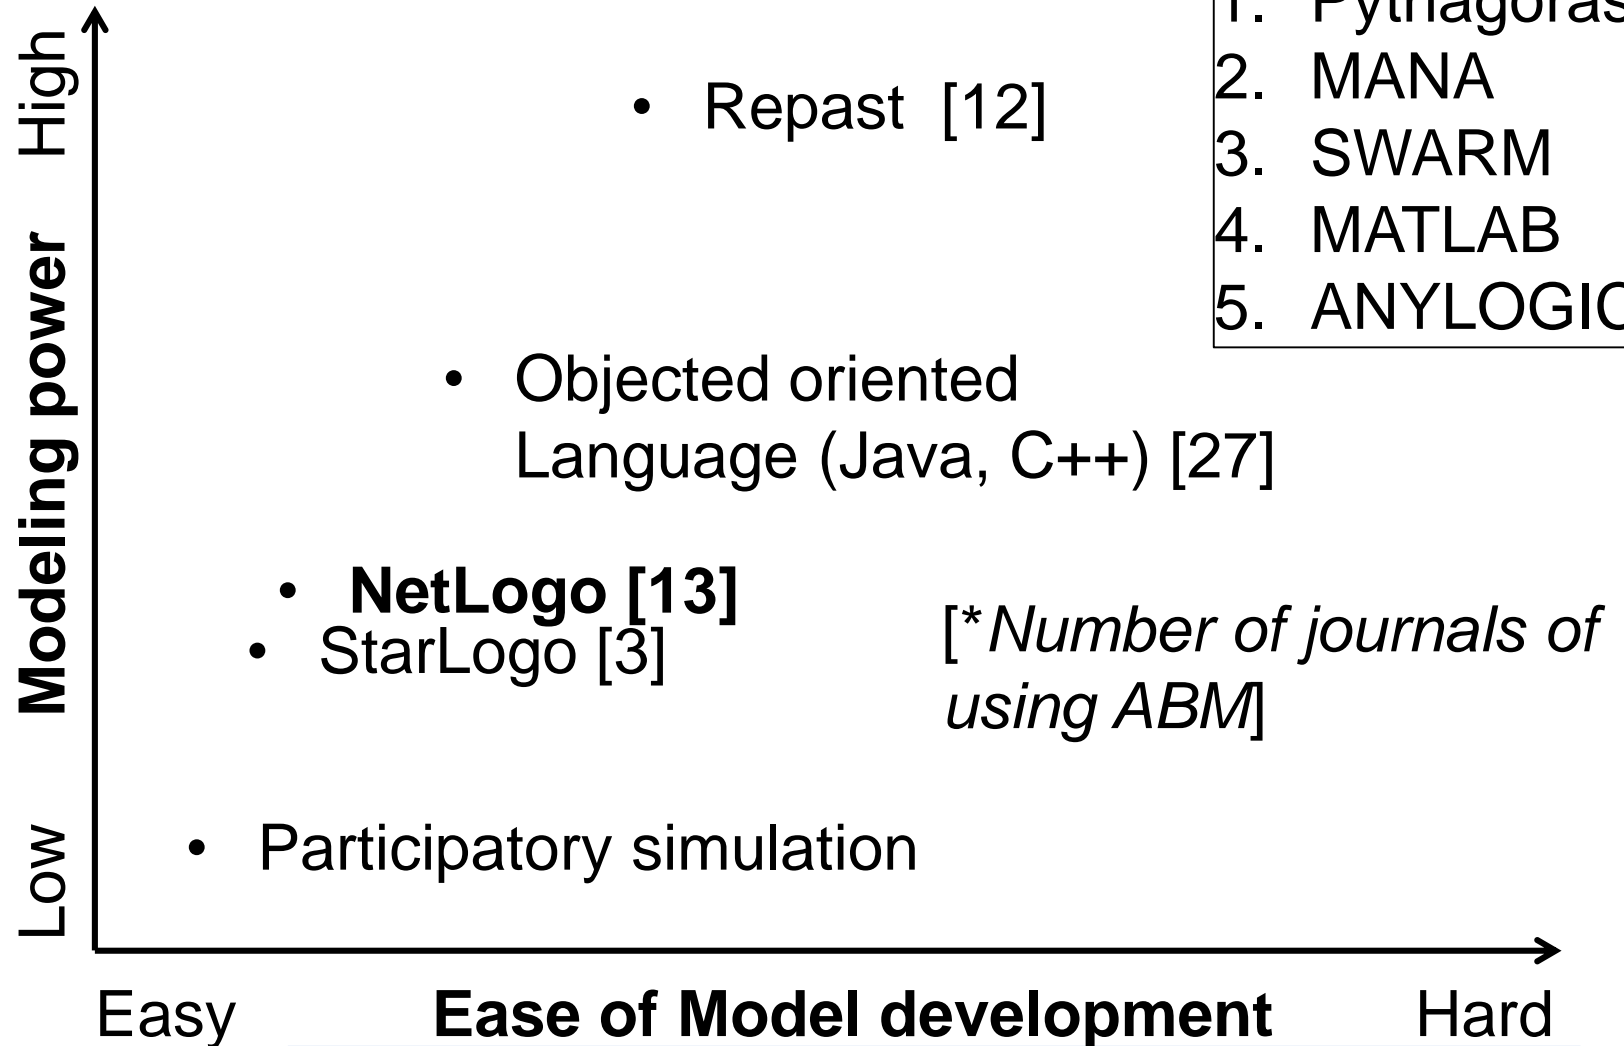 1. Pythagoras
2. MANA
3. SWARM
4. MATLAB
5. ANYLOGIC
High
Modeling power
Low
• Repast [12]
• Objected oriented
Language (Java, C++) [27]
• NetLogo [13]
• StarLogo [3]
[*Number of journals of
using ABM]
• Participatory simulation
Easy Ease of Model development Hard